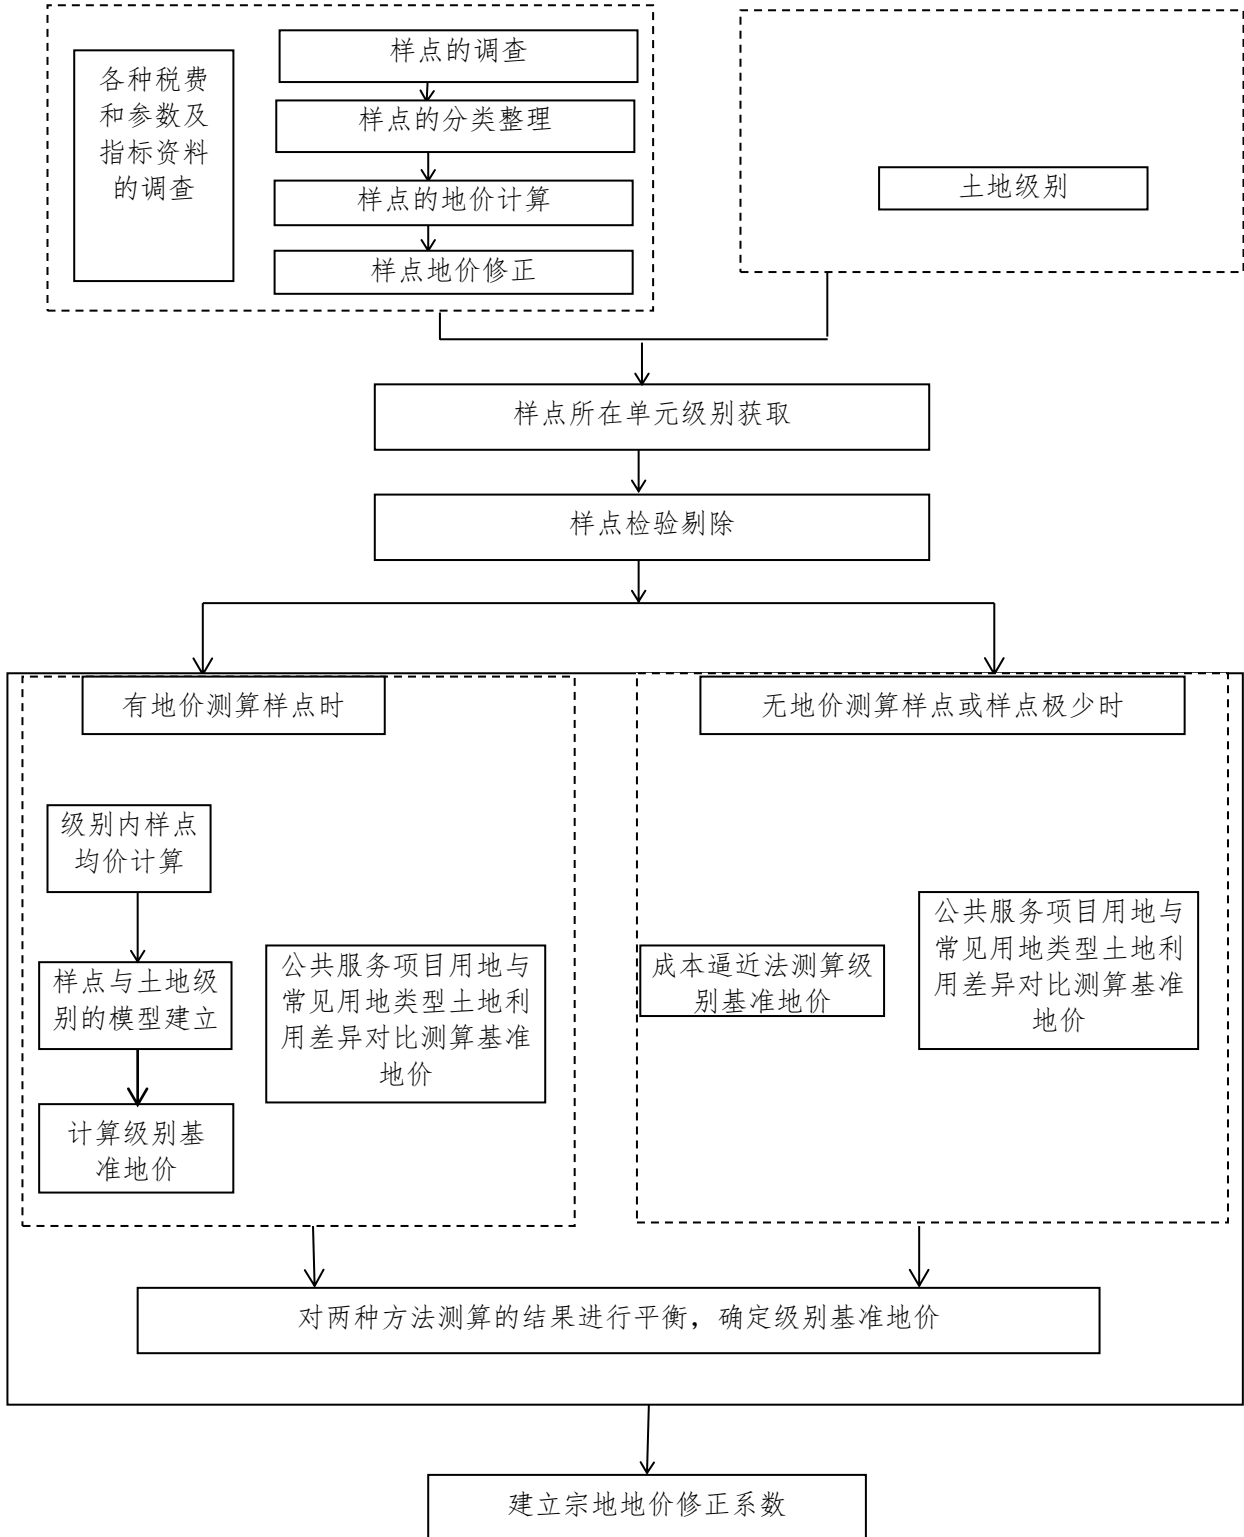 各种税费
和参数及
指标资料
的调查
样点的调查
样点的分类整理
样点的地价计算
样点地价修正
土地级别
样点所在单元级别获取
样点检验剔除
有地价测算样点时
无地价测算样点或样点极少时
级别内样点
均价计算
样点与土地级
别的模型建立
计算级别基
准地价
公共服务项目用地与
常见用地类型土地利
用差异对比测算基准
地价
成本逼近法测算级
别基准地价
公共服务项目用地与
常见用地类型土地利
用差异对比测算基准
地价
对两种方法测算的结果进行平衡，确定级别基准地价
建立宗地地价修正系数